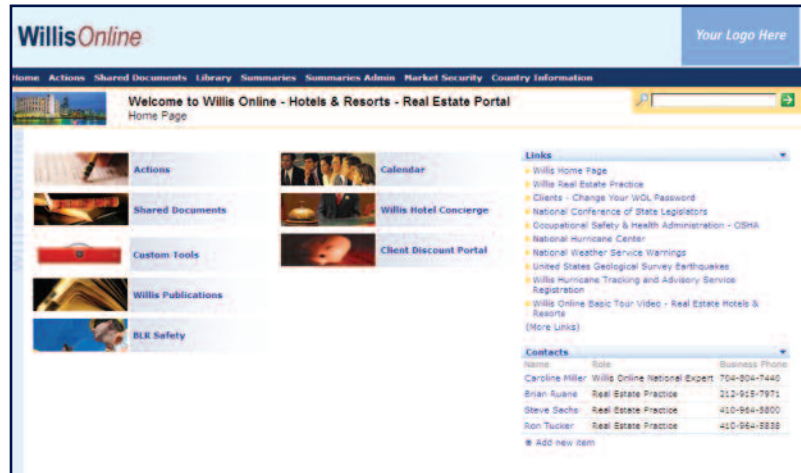 WillisOnline
Your Logo Here
Home Actions Shared Documents Library Summaries Summaries Admin Market Security Country Information
Welcome to Willis Online - Hotels & Resorts - Real Estate Portal
Home Page
Willis Online
Actions
Shared Documents
Custom Tools
Willis Publications
BLR Safety
Calendar
Willis Hotel Concierge
Client Discount Portal
Links
Willis Home Page
Willis Real Estate Practice
Clients - Change Your WOL Password
National Conference of State Legislators
Occupational Safety & Health Administration - OSHA
National Hurricane Center
National Weather Service Warnings
United States Geological Survey Earthquakes
Willis Hurricane Tracking and Advisory Service
Registration
Willis Online Basic Tour Video - Real Estate Hotels &
Resorts
(More Links)
Contacts
Name Role Business Phone
Caroline Miller Willis Online National Expert 704-804-7440
Brian Ruane Real Estate Practice 212-915-7971
Steve Sachs Real Estate Practice 410-964-5800
Ron Tucker Real Estate Practice 410-964-5838
Add new item